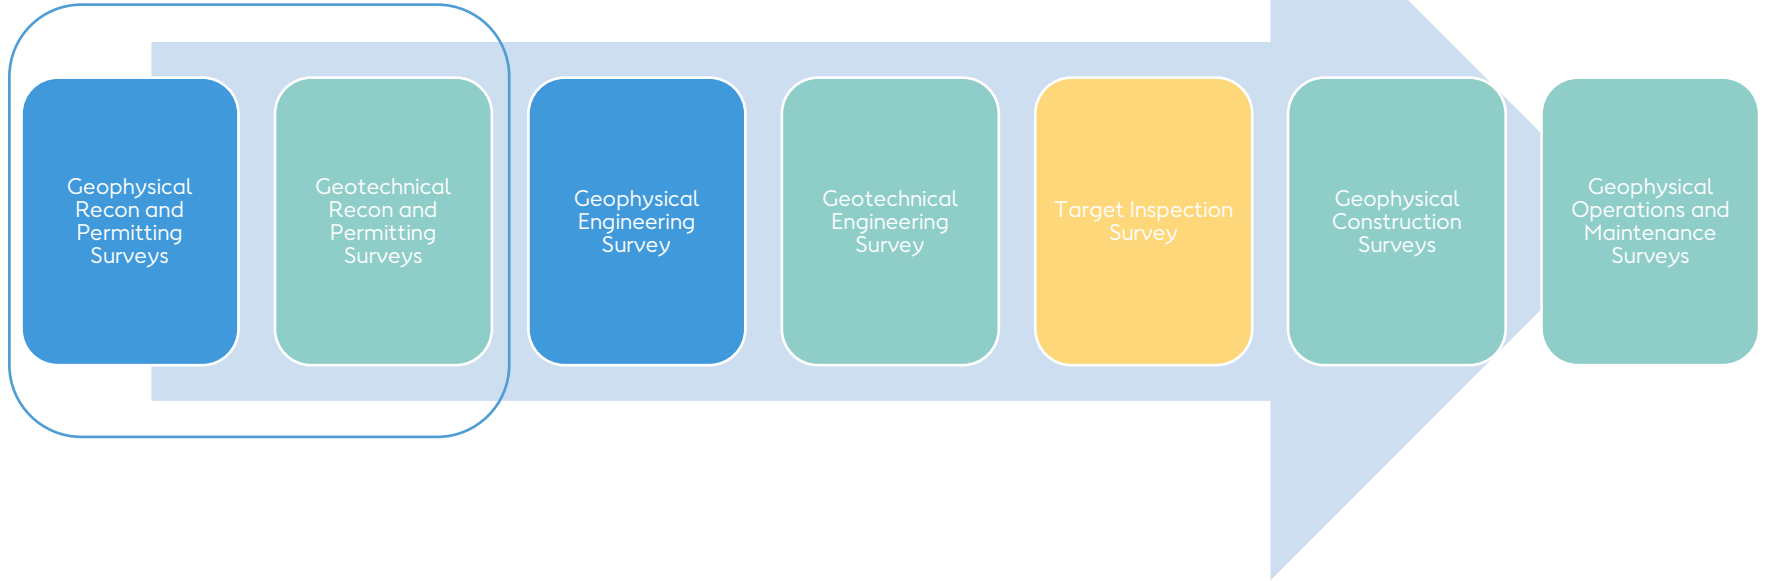 Geophysical
Recon and
Permitting
Surveys
Geotechnical
Recon and
Permitting
Surveys
Geophysical
Engineering
Survey
Geotechnical
Engineering
Survey
Target Inspection
Survey
Geophysical
Construction
Surveys
Geophysical
Operations and
Maintenance
Surveys